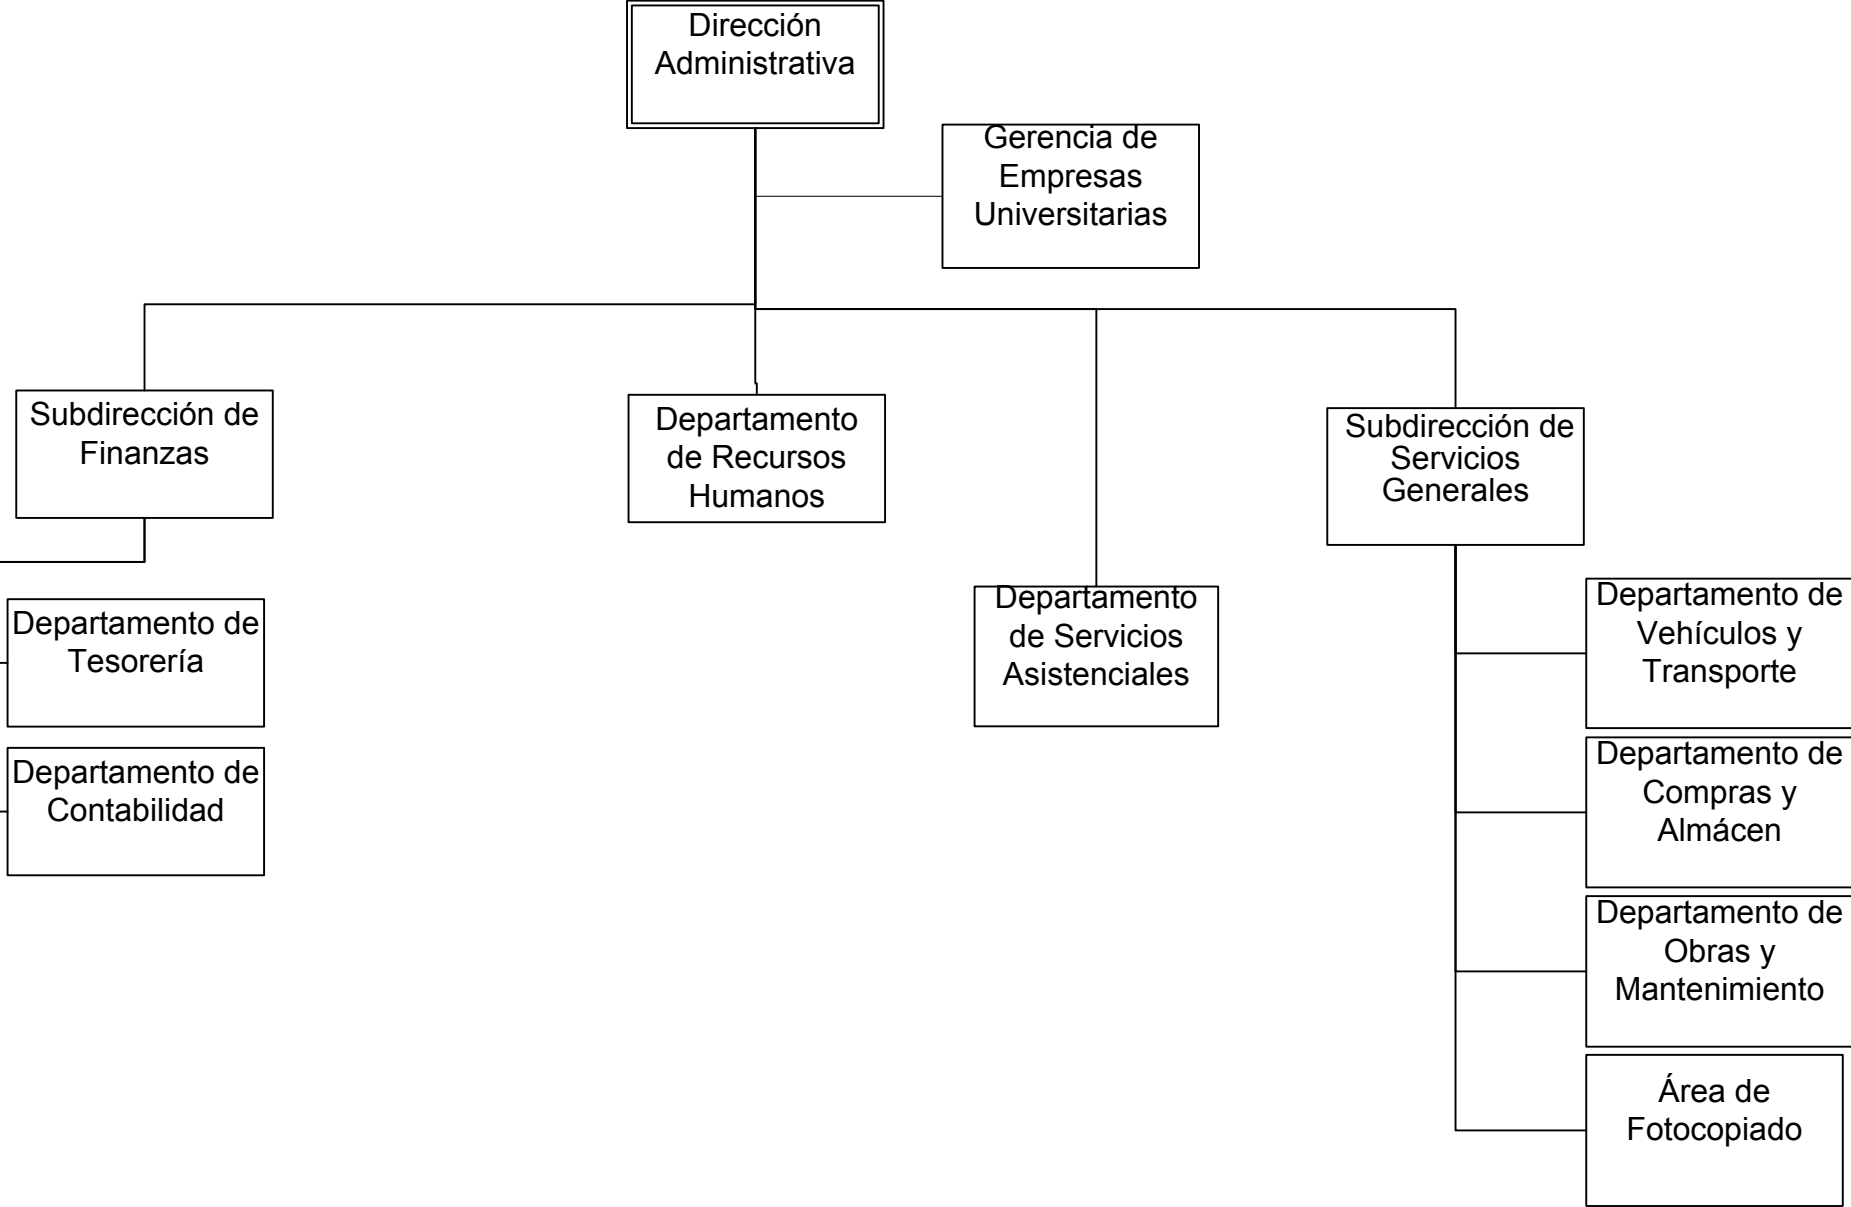 Dirección
Administrativa
Gerencia de
Empresas
Universitarias
Subdirección de
Finanzas
Departamento
de Recursos
Humanos
Subdirección de
Servicios
Generales
Departamento de
Tesorería
Departamento de
Contabilidad
Departamento
de Servicios
Asistenciales
Departamento de
Vehículos y
Transporte
Departamento de
Compras y
Almácen
Departamento de
Obras y
Mantenimiento
Área de
Fotocopiado